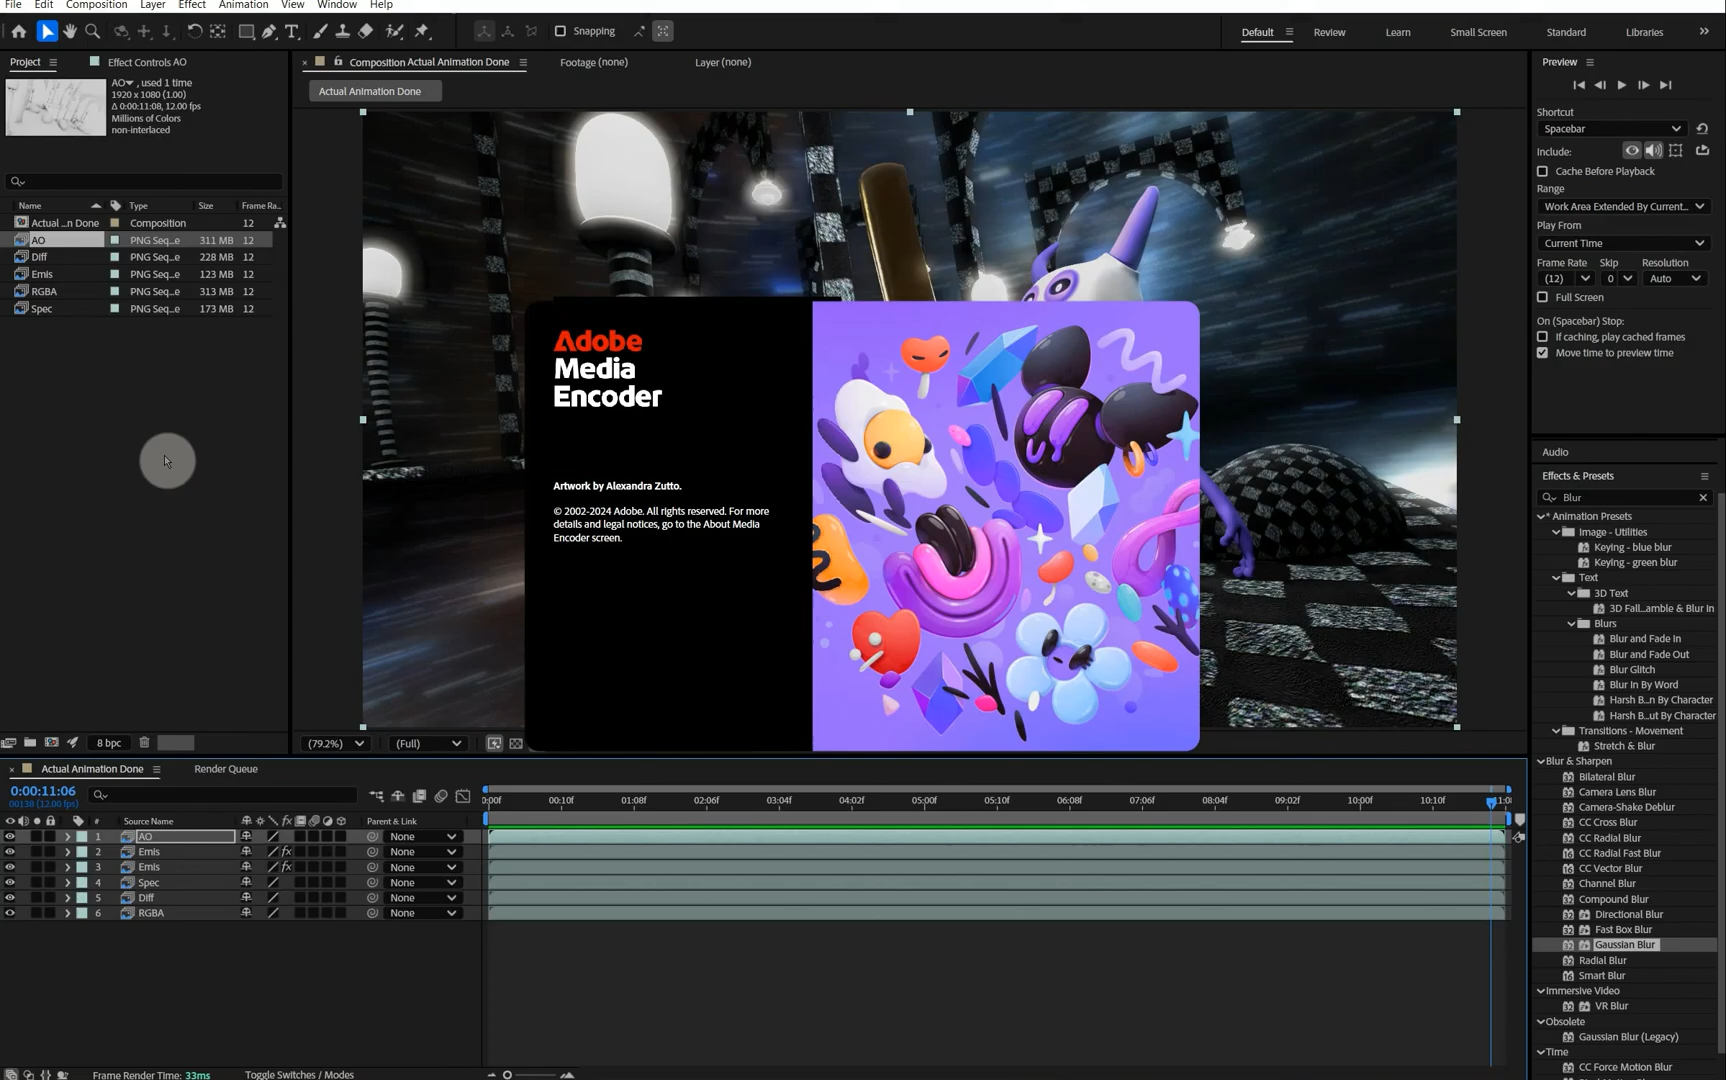 File Edit Composition Layer Effect Animation View Window Help
Snapping
Default Review Learn Small Screen Standard Libraries
Project Effect Controls AO
AO , used 1 time
1920 x 1080 (1.00)
Δ 0:00:11:08, 12.00 fps
Millions of Colors
non-interlaced
Name Type Size Frame Ra...
Actual ...n Done Composition 12
AO PNG Seq...e 311 MB 12
Diff PNG Seq...e 228 MB 12
Emis PNG Seq...e 123 MB 12
RGBA PNG Seq...e 313 MB 12
Spec PNG Seq...e 173 MB 12
8 bpc
Composition Actual Animation Done Footage (none) Layer (none)
Actual Animation Done
Adobe
Media
Encoder
Artwork by Alexandra Zutto.
© 2002-2024 Adobe. All rights reserved. For more
details and legal notices, go to the About Media
Encoder screen.
(79.2%) (Full)
Preview
Shortcut
Spacebar
Include:
Cache Before Playback
Range
Work Area Extended By Current...
Play From
Current Time
Frame Rate Skip Resolution
(12) 0 Auto
Full Screen
On (Spacebar) Stop:
If caching, play cached frames
Move time to preview time
Audio
Effects & Presets
Blur
* Animation Presets
Image - Utilities
Keying - blue blur
Keying - green blur
Text
3D Text
3D Fall...amble & Blur In
Blurs
Blur and Fade In
Blur and Fade Out
Blur Glitch
Blur In By Word
Harsh B...n By Character
Harsh B...ut By Character
Transitions - Movement
Stretch & Blur
Blur & Sharpen
Bilateral Blur
Camera Lens Blur
Camera-Shake Deblur
CC Cross Blur
CC Radial Blur
CC Radial Fast Blur
CC Vector Blur
Channel Blur
Compound Blur
Directional Blur
Fast Box Blur
Gaussian Blur
Radial Blur
Smart Blur
Immersive Video
VR Blur
Obsolete
Gaussian Blur (Legacy)
Time
CC Force Motion Blur
Actual Animation Done Render Queue
0:00:11:06
00138 (12.00 fps)
0:00f 00:10f 01:08f 02:06f 03:04f 04:02f 05:00f 05:10f 06:08f 07:06f 08:04f 09:02f 10:00f 10:10f 11:0
# Source Name Parent & Link
1 AO None
2 Emis fx None
3 Emis fx None
4 Spec None
5 Diff None
6 RGBA None
Frame Render Time: 33ms Toggle Switches / Modes